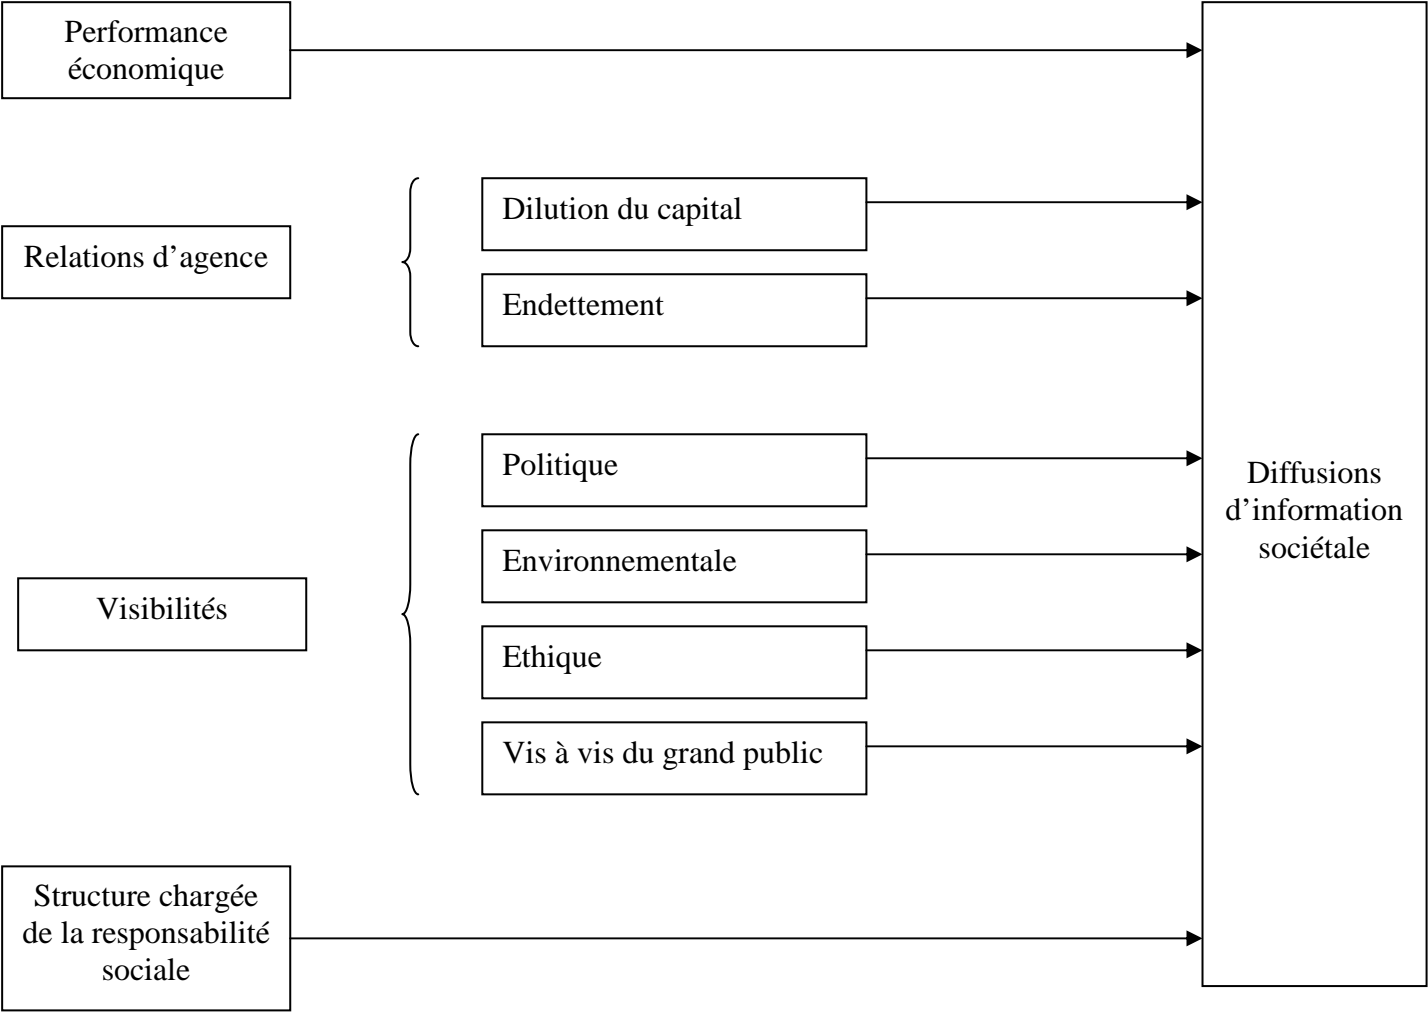 Performance
économique
Relations d’agence
Dilution du capital
Endettement
Visibilités
Politique
Environnementale
Ethique
Vis à vis du grand public
Structure chargée
de la responsabilité
sociale
Diffusions
d’information
sociétale